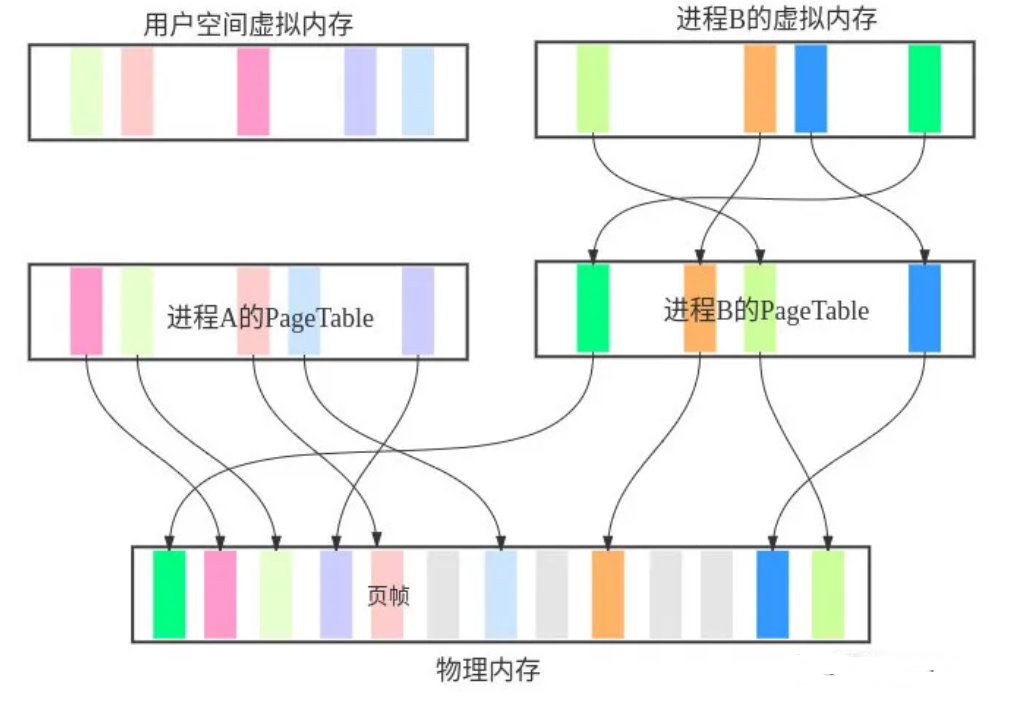 用户空间虚拟内存
进程B的虚拟内存
进程A的PageTable
进程B的PageTable
页帧
物理内存